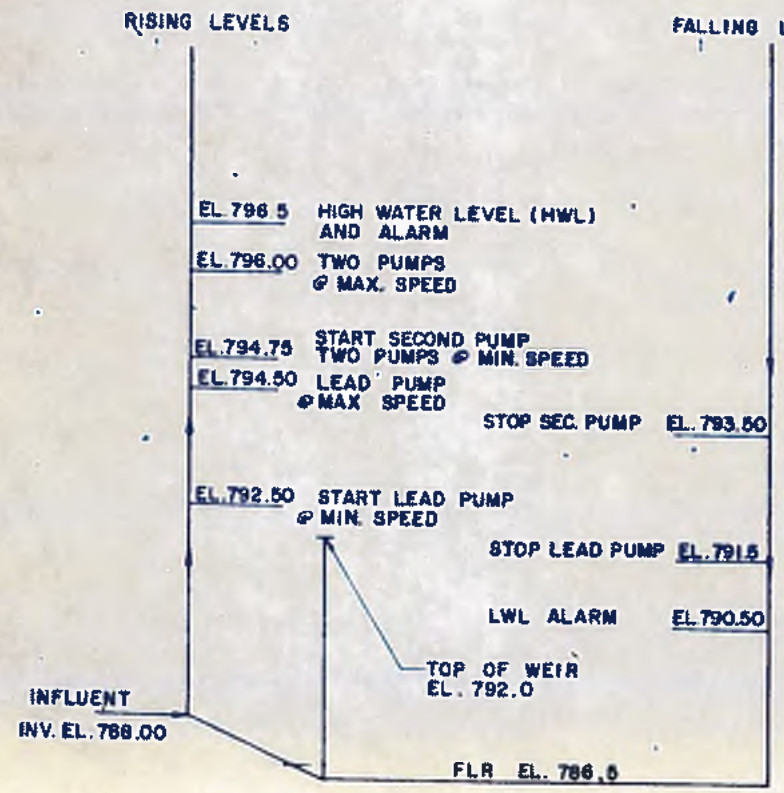 RISING LEVELS
FALLING
EL. 796.5 HIGH WATER LEVEL (HWL)
AND ALARM
EL. 796.00 TWO PUMPS
@ MAX. SPEED
EL. 794.75 START SECOND PUMP
TWO PUMPS @ MIN. SPEED
EL. 794.50 LEAD PUMP
@ MAX SPEED
STOP SEC. PUMP EL. 793.50
EL. 792.50 START LEAD PUMP
@ MIN. SPEED
STOP LEAD PUMP EL. 791.5
LWL ALARM EL. 790.50
TOP OF WEIR
EL. 792.0
INFLUENT
INV. EL. 788.00
FLR EL. 786.5